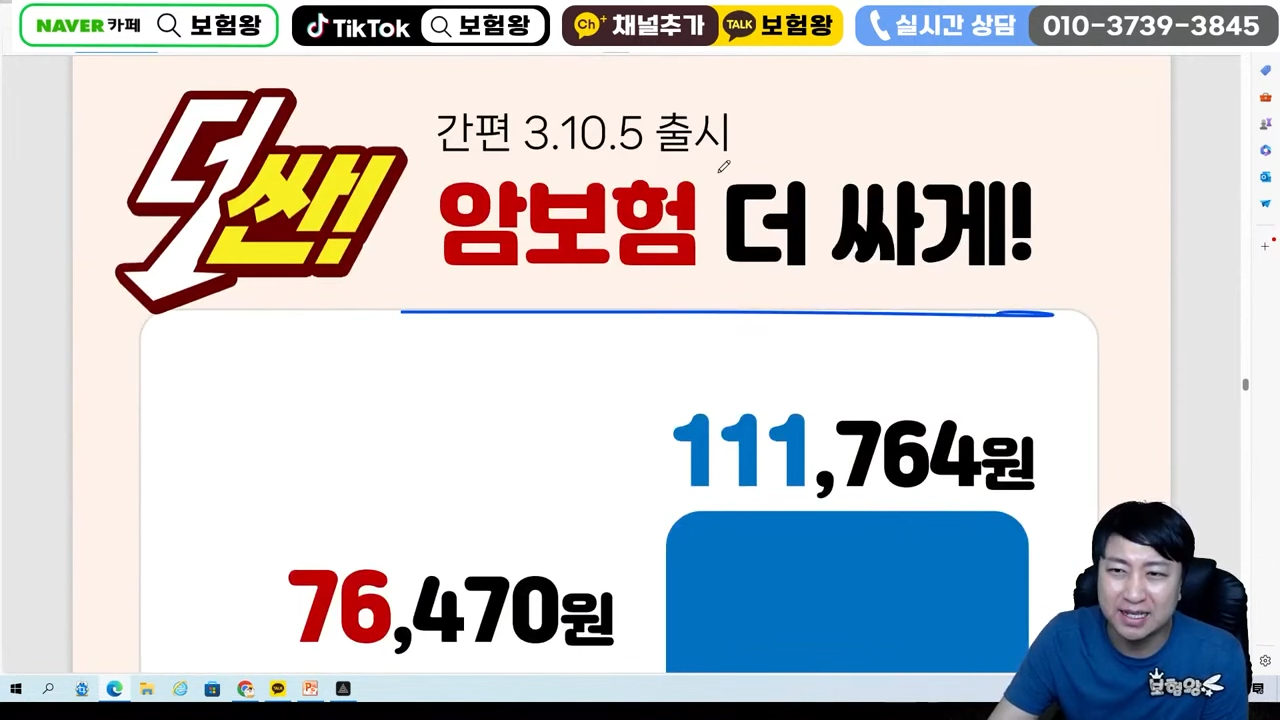 NAVER 카페 보험왕
TikTok 보험왕
Ch+ 채널추가 TALK 보험왕
실시간 상담 010-3739-3845
더 싼!
간편 3.10.5 출시
암보험 더 싸게!
111,764원
76,470원
보험왕